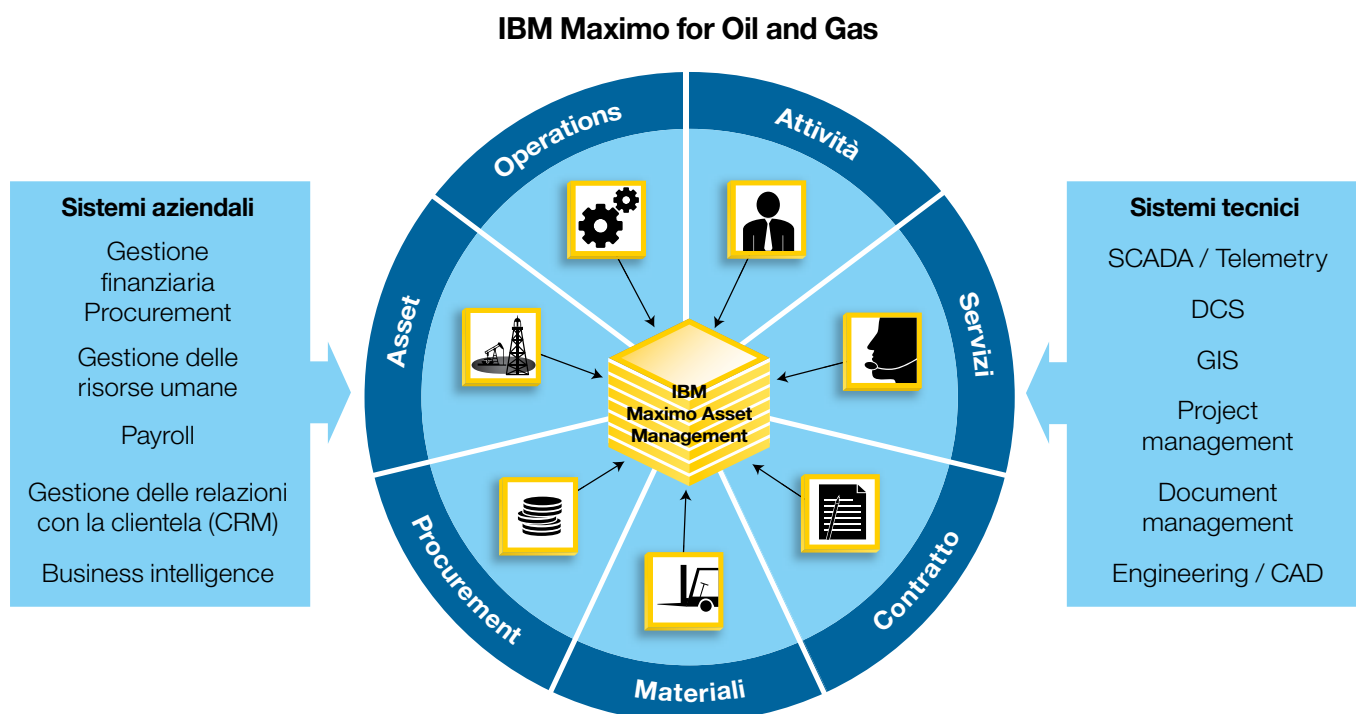 IBM Maximo for Oil and Gas
Sistemi aziendali
Gestione
finanziaria
Procurement
Gestione delle
risorse umane
Payroll
Gestione delle relazioni
con la clientela (CRM)
Business intelligence
Operations
Attività
Asset
Servizi
IBM
Maximo Asset
Management
Procurement
Contratto
Materiali
Sistemi tecnici
SCADA / Telemetry
DCS
GIS
Project
management
Document
management
Engineering / CAD